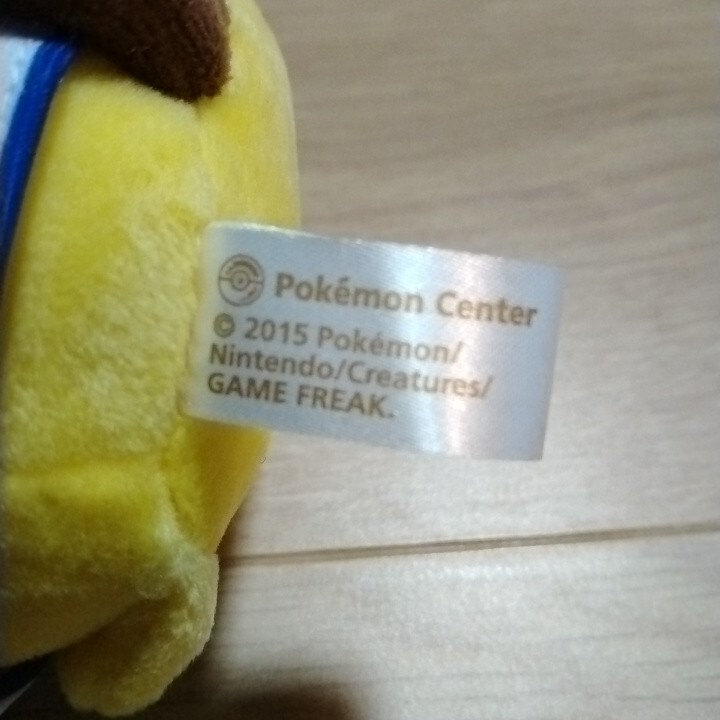 Pokémon Center
© 2015 Pokémon/
Nintendo/Creatures/
GAME FREAK.